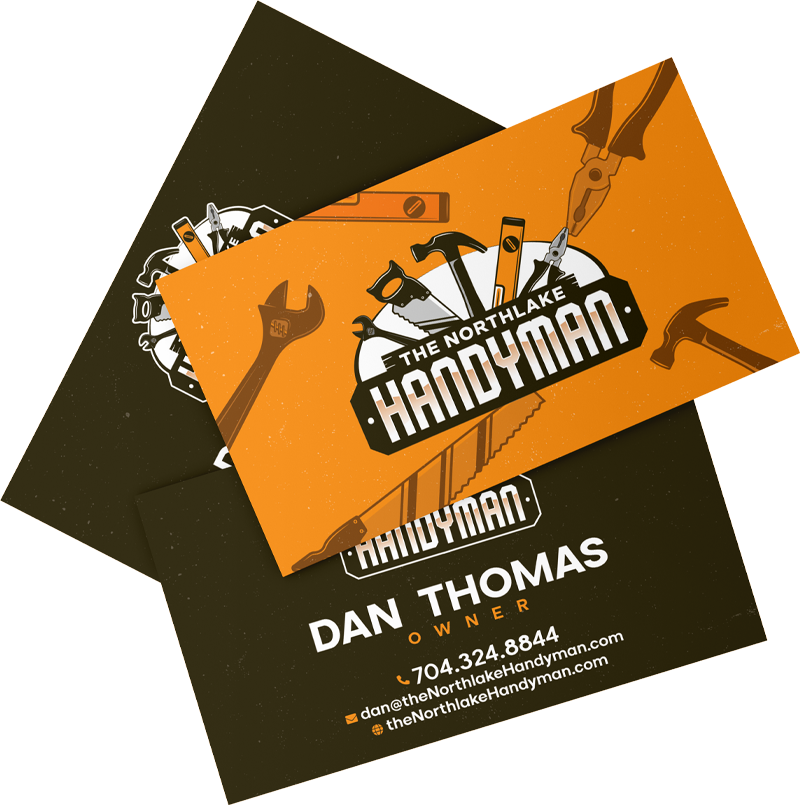 THE NORTHLAKE
HANDYMAN
HANDYMAN
DAN THOMAS
OWNER
704.324.8844
dan@theNorthlakeHandyman.com
theNorthlakeHandyman.com